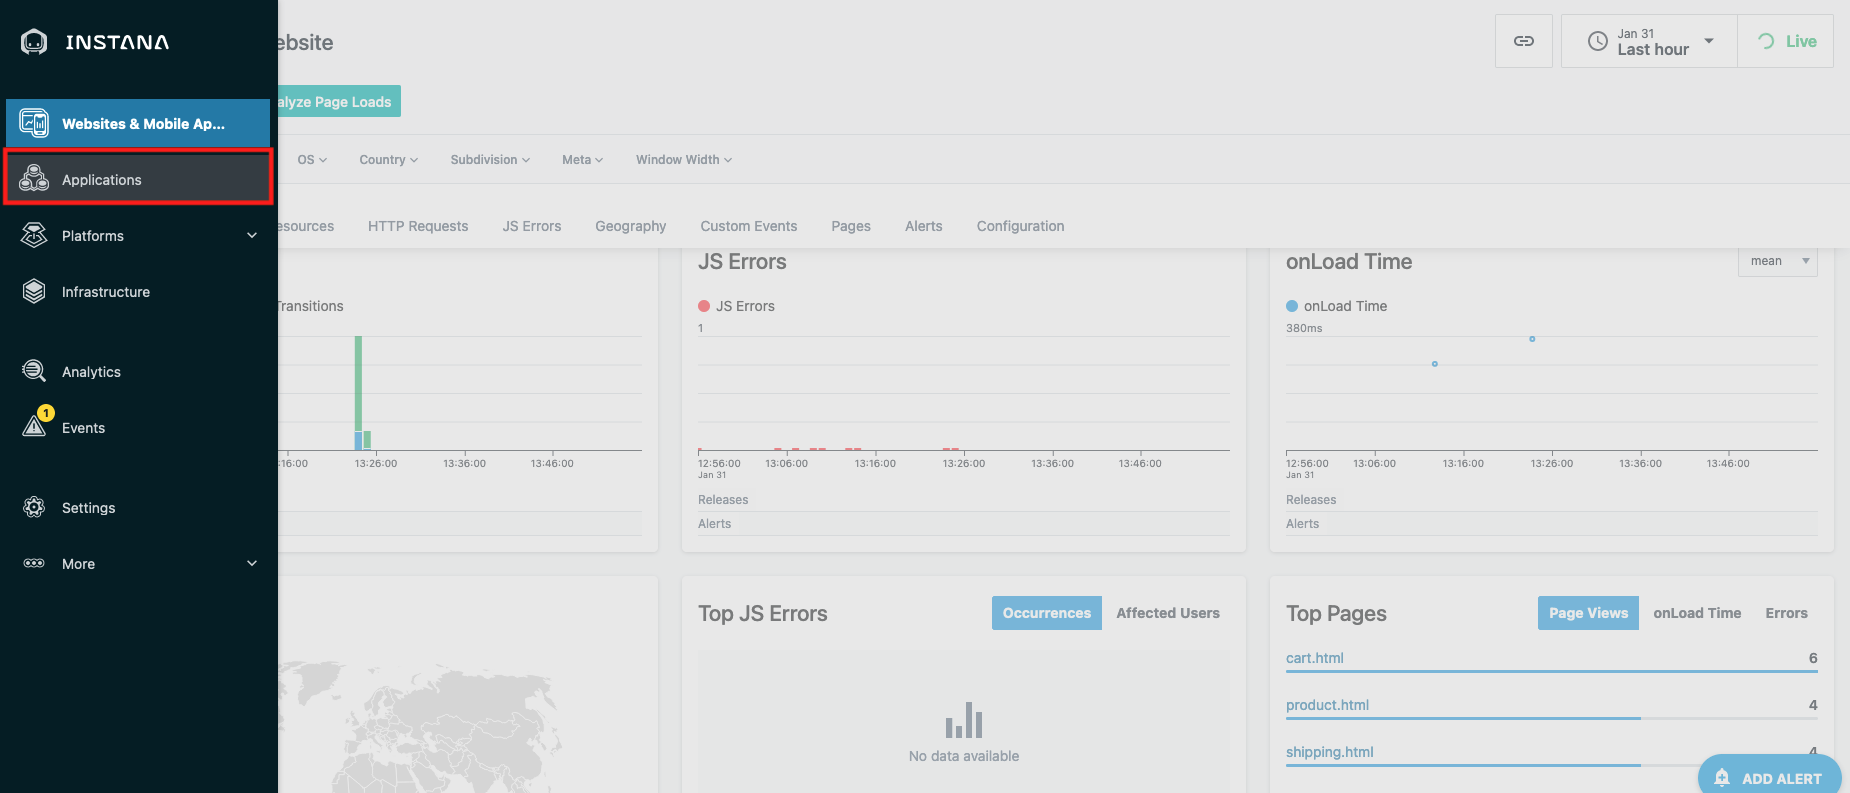 INSTANA
Websites & Mobile Ap...
Applications
Platforms
Infrastructure
Analytics
1
Events
Settings
More
ebsite
Jan 31
Last hour
Live
alyze Page Loads
OS
Country
Subdivision
Meta
Window Width
esources
HTTP Requests
JS Errors
Geography
Custom Events
Pages
Alerts
Configuration
Transitions
:16:00
13:26:00
13:36:00
13:46:00
JS Errors
JS Errors
1
12:56:00
Jan 31
13:06:00
13:16:00
13:26:00
13:36:00
13:46:00
Releases
Alerts
onLoad Time
mean
onLoad Time
380ms
12:56:00
Jan 31
13:06:00
13:16:00
13:26:00
13:36:00
13:46:00
Releases
Alerts
Top JS Errors
Occurrences
Affected Users
No data available
Top Pages
Page Views
onLoad Time
Errors
cart.html
6
product.html
4
shipping.html
4
ADD ALERT